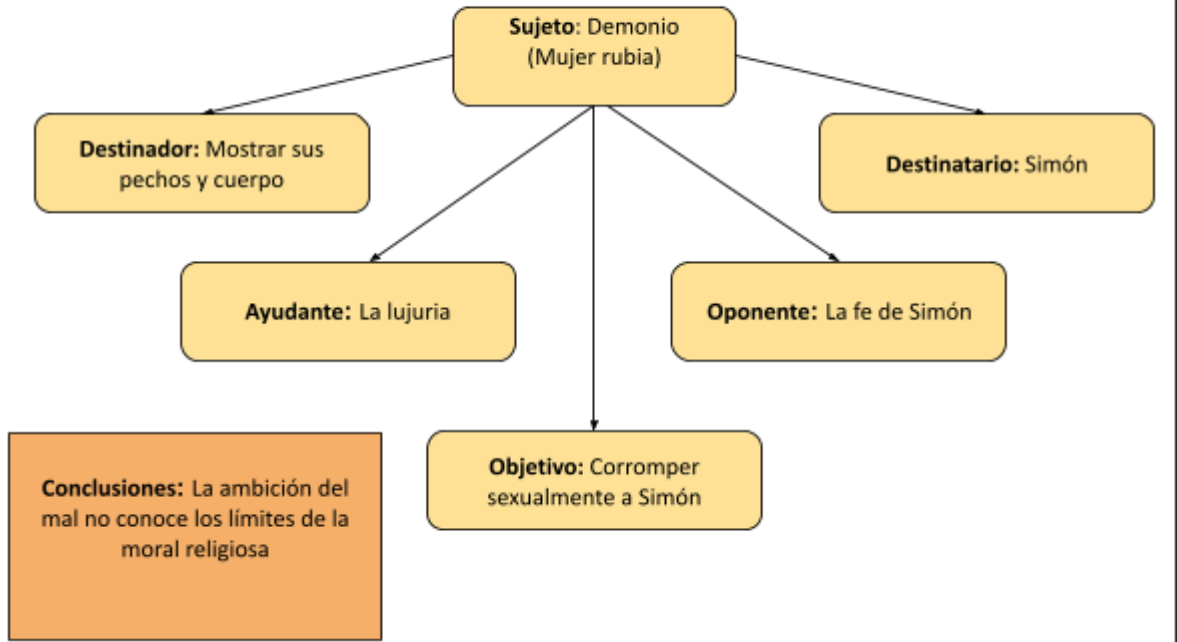 Sujeto: Demonio
(Mujer rubia)
Destinador: Mostrar sus
pechos y cuerpo
Destinatario: Simón
Ayudante: La lujuria
Oponente: La fe de Simón
Objetivo: Corromper
sexualmente a Simón
Conclusiones: La ambición del
mal no conoce los límites de la
moral religiosa